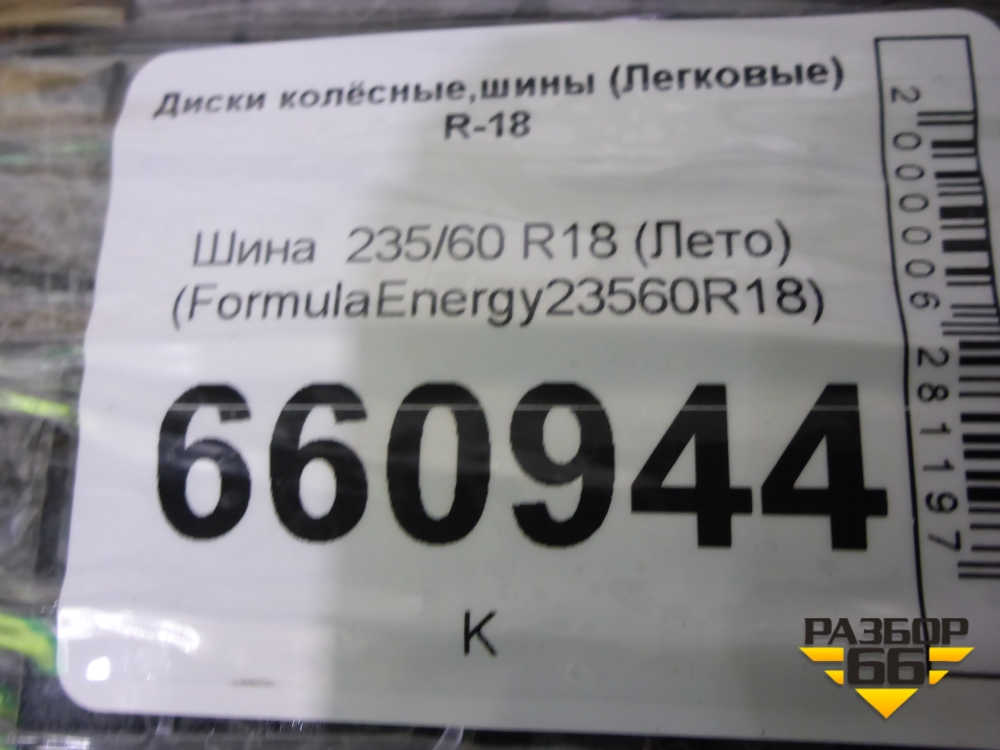 Диски колёсные,шины (Легковые)
R-18
Шина 235/60 R18 (Лето)
(FormulaEnergy23560R18)
660944
К
2000006281197
РАЗБОР
66